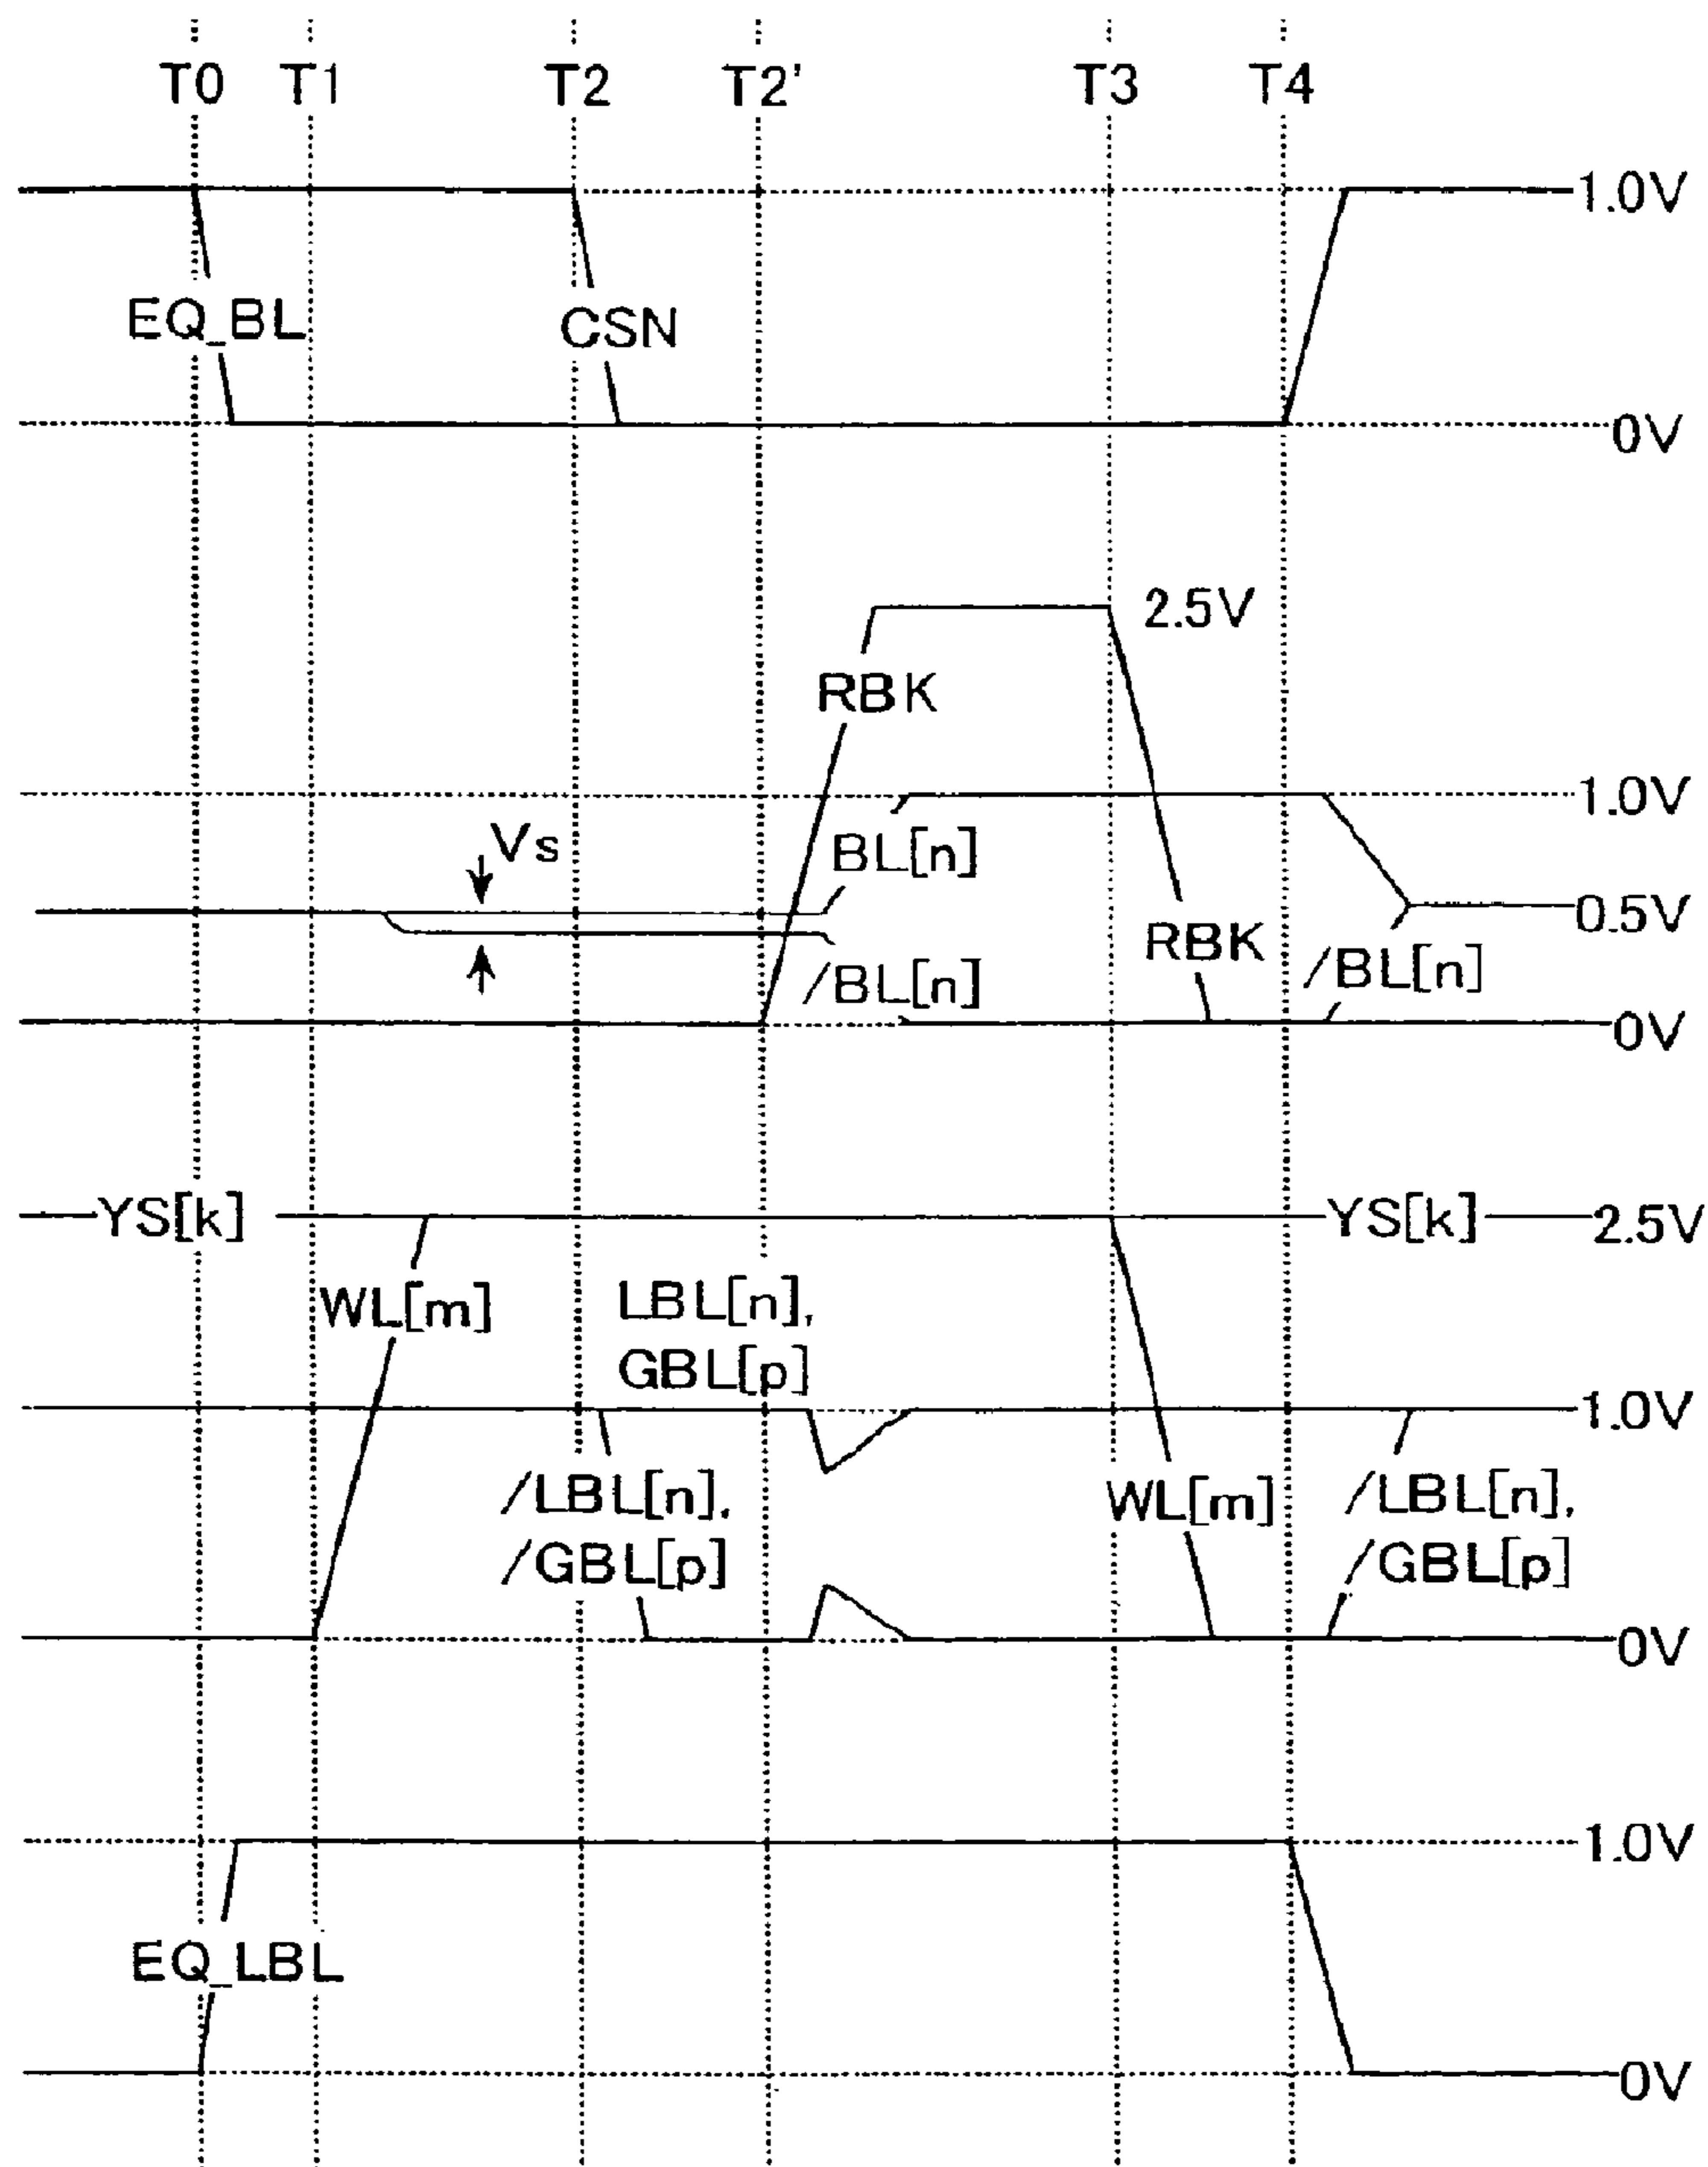 T0 T1 T2 T2' T3 T4
1.0V
EQ_BL
CSN
0V
2.5V
RBK
1.0V
Vs
BL[n]
0.5V
RBK
/BL[n]
/BL[n]
0V
YS[k]
YS[k]
2.5V
WL[m]
LBL[n],
GBL[p]
1.0V
/LBL[n],
/GBL[p]
WL[m]
/LBL[n],
/GBL[p]
0V
1.0V
EQ_LBL
0V